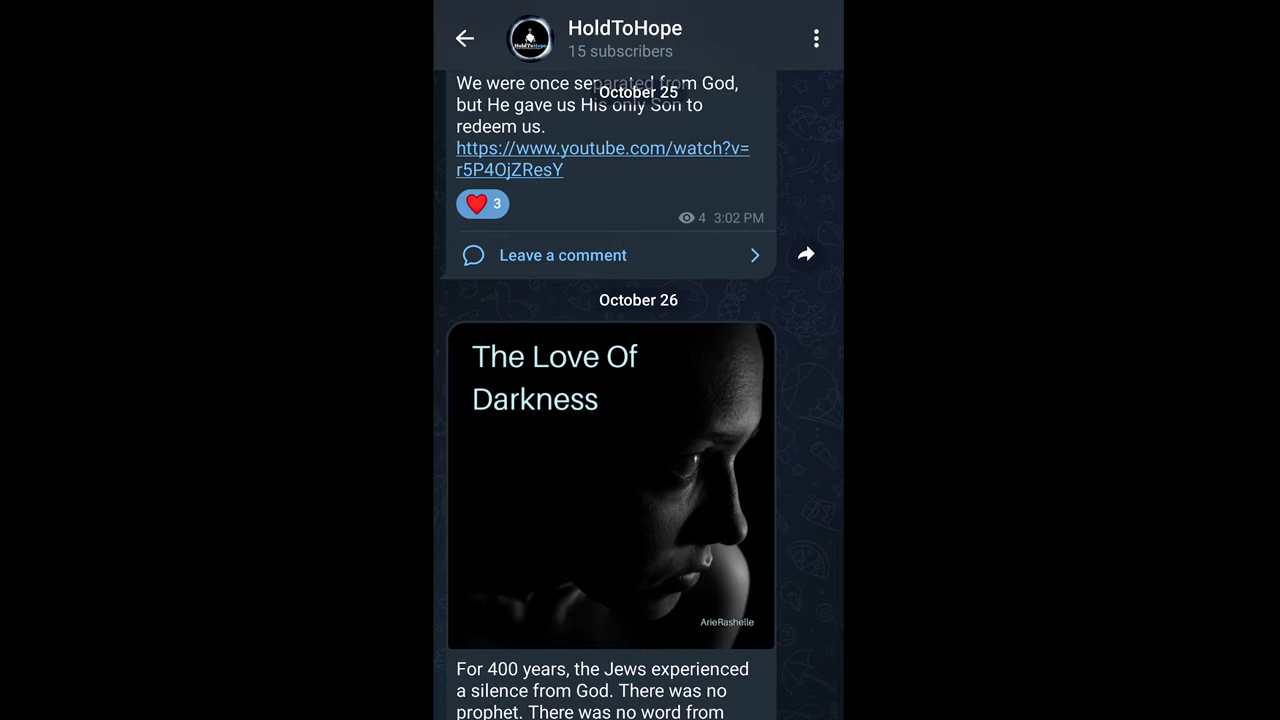 HoldToHope
15 subscribers
We were once separated from God,
October 25
but He gave us His only Son to
redeem us.
https://www.youtube.com/watch?v=
r5P4OjZResY
3
4 3:02 PM
Leave a comment
October 26
The Love Of
Darkness
ArieRashelle
For 400 years, the Jews experienced
a silence from God. There was no
prophet. There was no word from